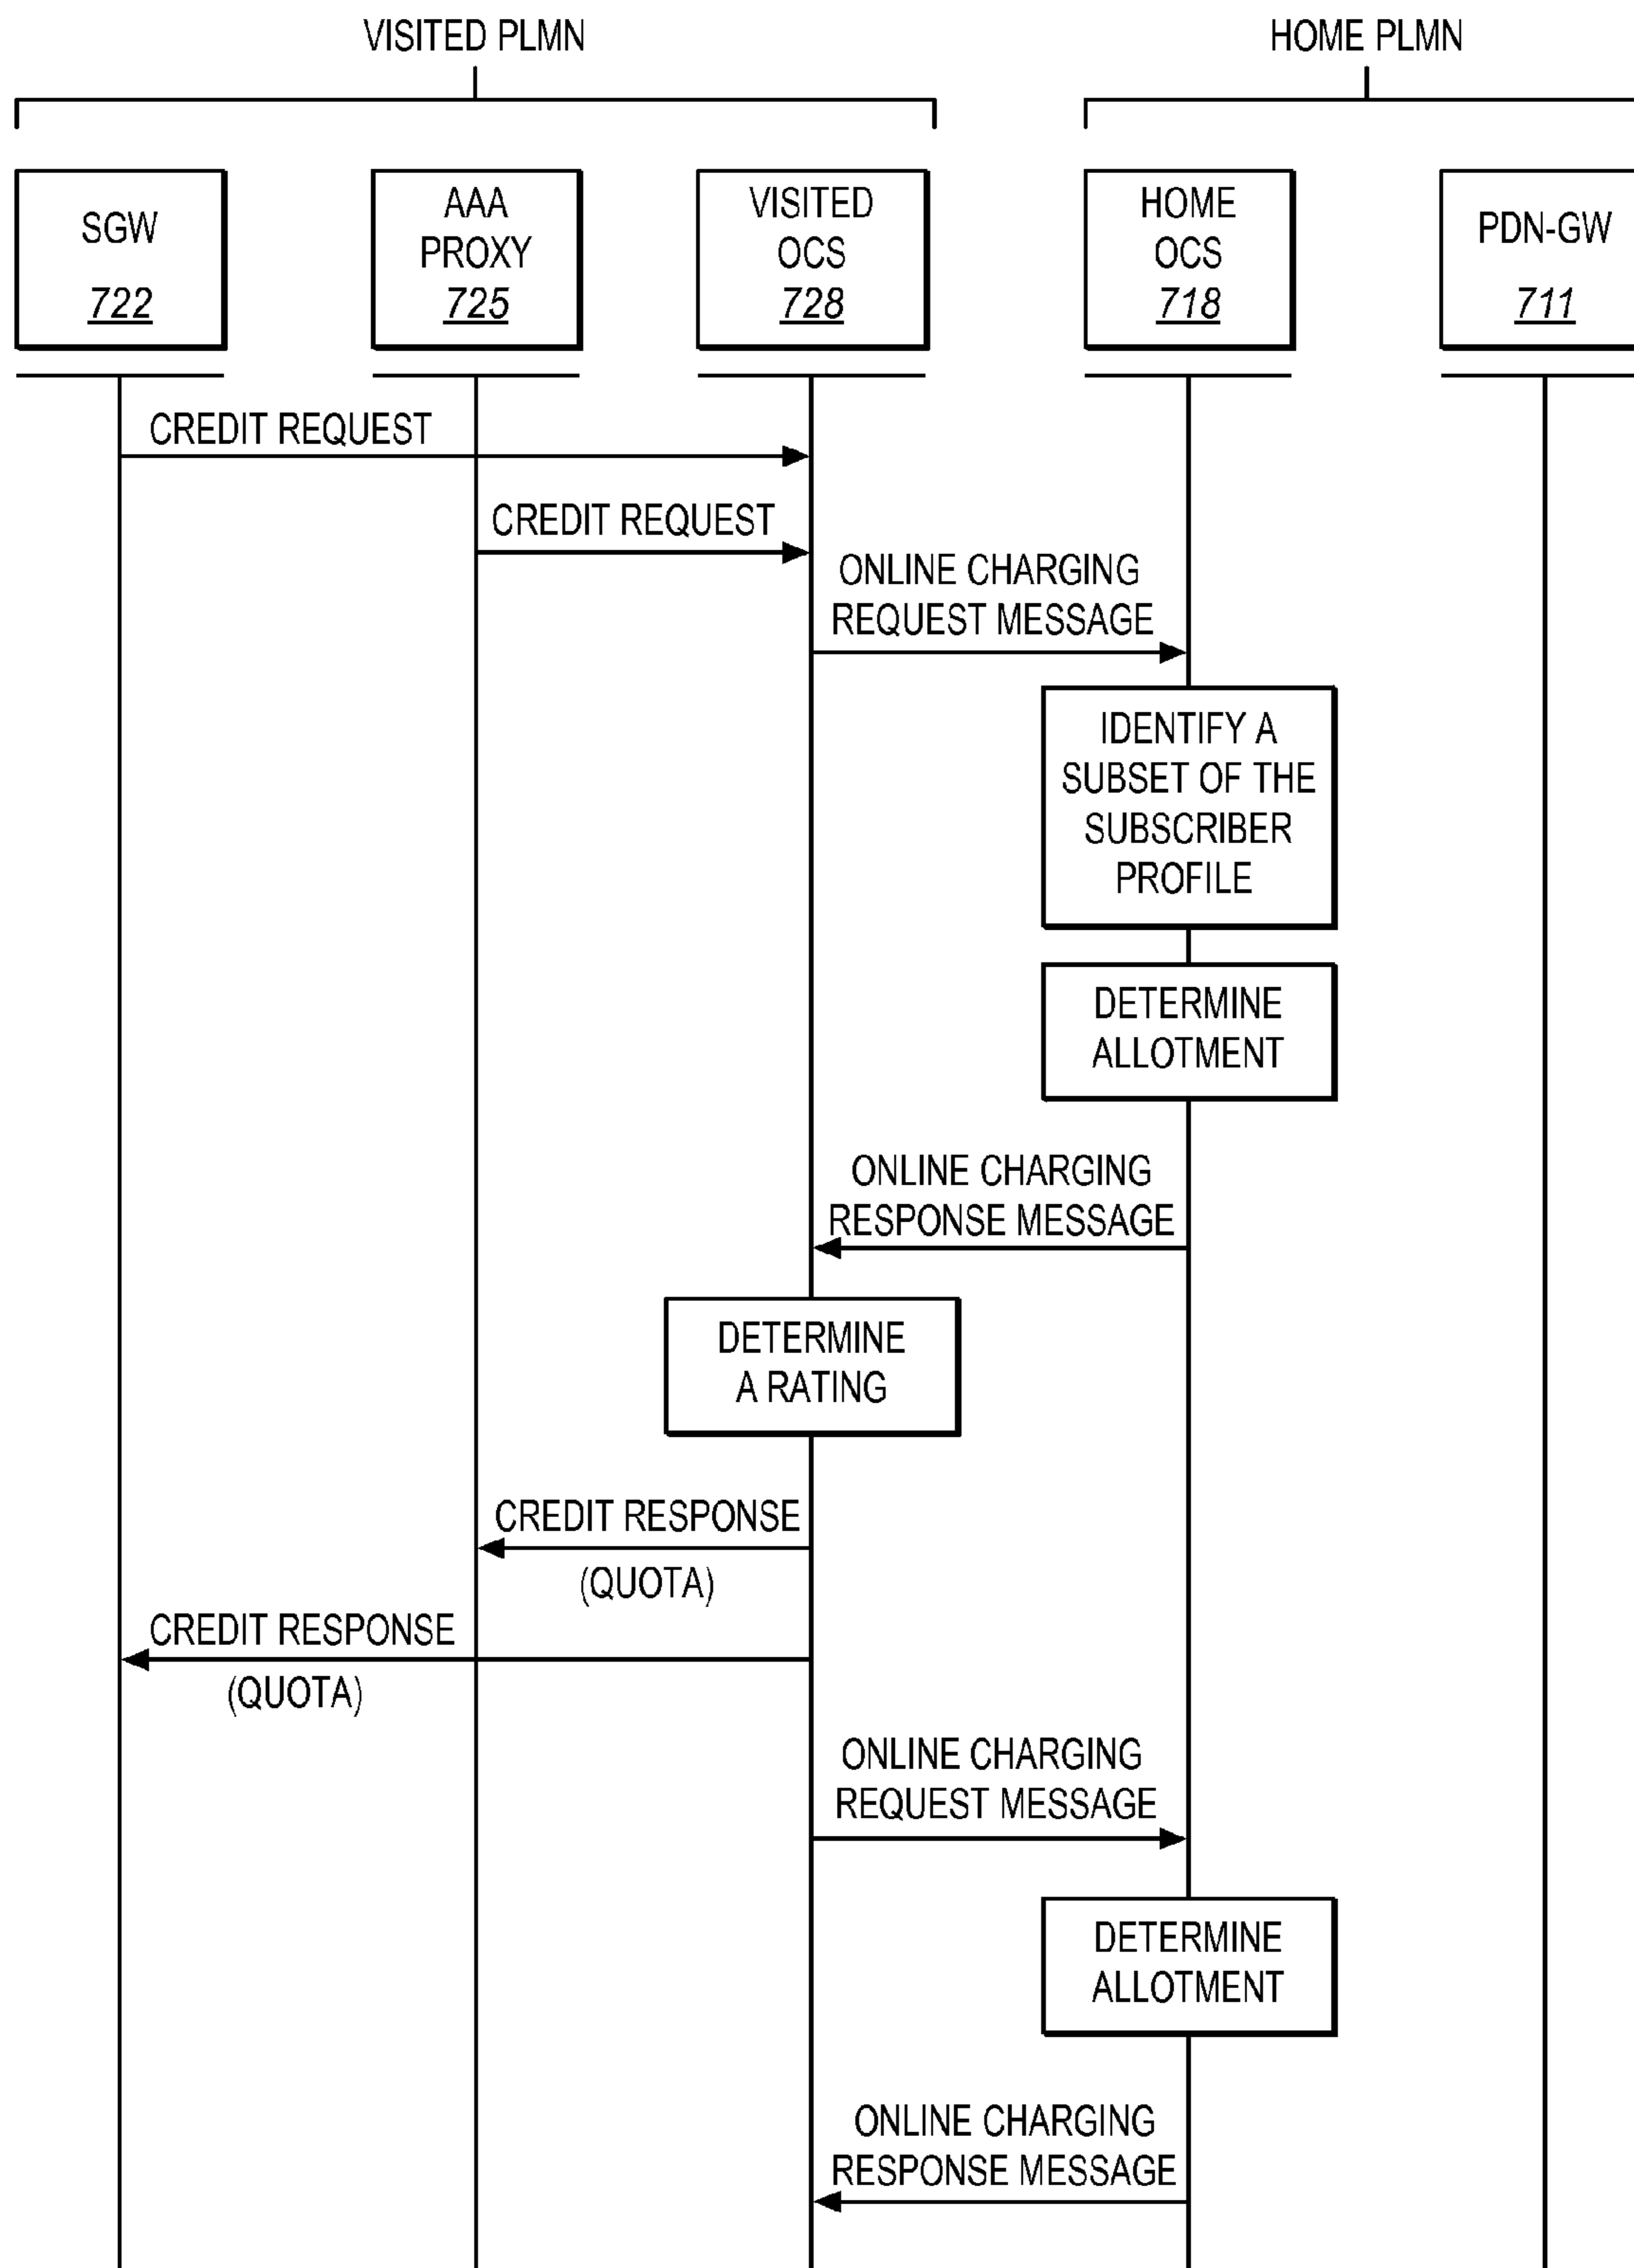 VISITED PLMN
HOME PLMN
SGW
722
AAA
PROXY
725
VISITED
OCS
728
HOME
OCS
718
PDN-GW
711
CREDIT REQUEST
CREDIT REQUEST
ONLINE CHARGING
REQUEST MESSAGE
IDENTIFY A
SUBSET OF THE
SUBSCRIBER
PROFILE
DETERMINE
ALLOTMENT
ONLINE CHARGING
RESPONSE MESSAGE
DETERMINE
A RATING
CREDIT RESPONSE
(QUOTA)
CREDIT RESPONSE
(QUOTA)
ONLINE CHARGING
REQUEST MESSAGE
DETERMINE
ALLOTMENT
ONLINE CHARGING
RESPONSE MESSAGE